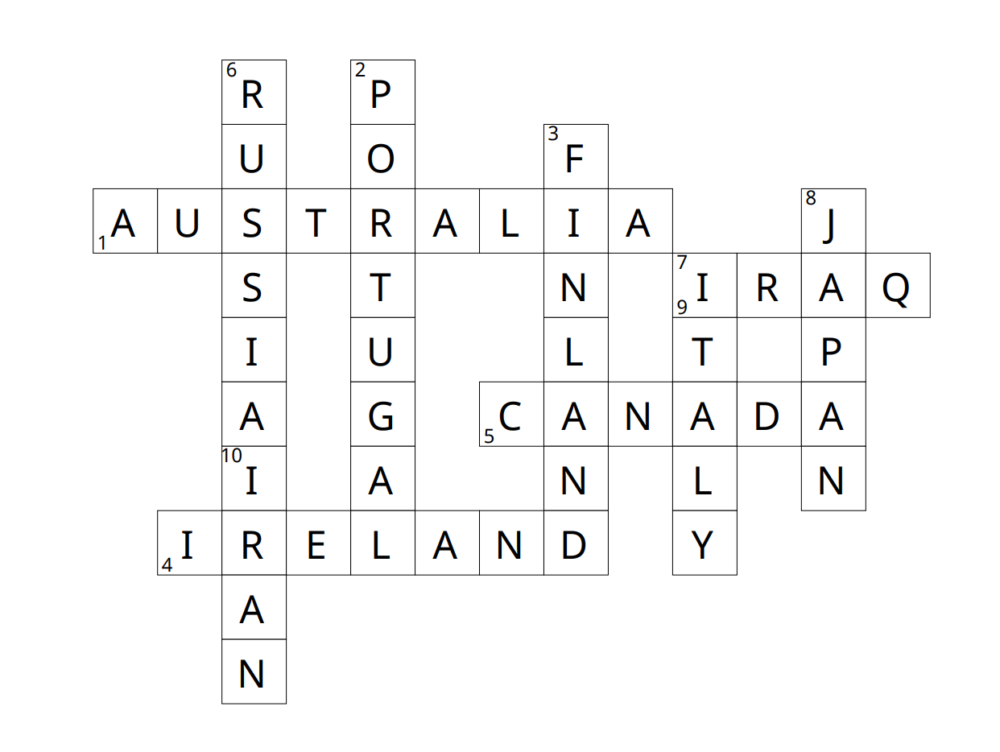 6 R 2 P
U O 3 F
1 A U S T R A L I A 8 J
S T N 7 9 I R A Q
I U L T P
A G 5 C A N A D A
10 I A N L N
4 I R E L A N D Y
A
N